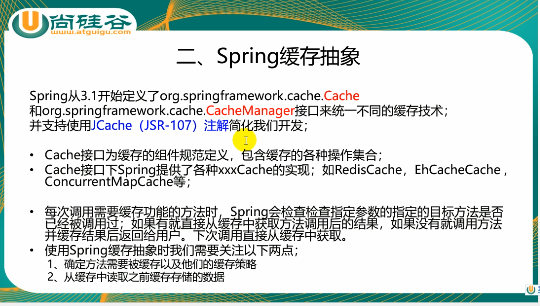 尚硅谷
www.atguigu.com
二、Spring缓存抽象
Spring从3.1开始定义了org.springframework.cache.Cache
和org.springframework.cache.CacheManager接口来统一不同的缓存技术；
并支持使用JCache（JSR-107）注解简化我们开发；
• Cache接口为缓存的组件规范定义，包含缓存的各种操作集合；
• Cache接口下Spring提供了各种xxxCache的实现；如RedisCache，EhCacheCache ,
ConcurrentMapCache等；
• 每次调用需要缓存功能的方法时，Spring会检查检查指定参数的指定的目标方法是否
已经被调用过；如果有就直接从缓存中获取方法调用后的结果，如果没有就调用方法
并缓存结果后返回给用户。下次调用直接从缓存中获取。
• 使用Spring缓存抽象时我们需要关注以下两点；
1、确定方法需要被缓存以及他们的缓存策略
2、从缓存中读取之前缓存存储的数据